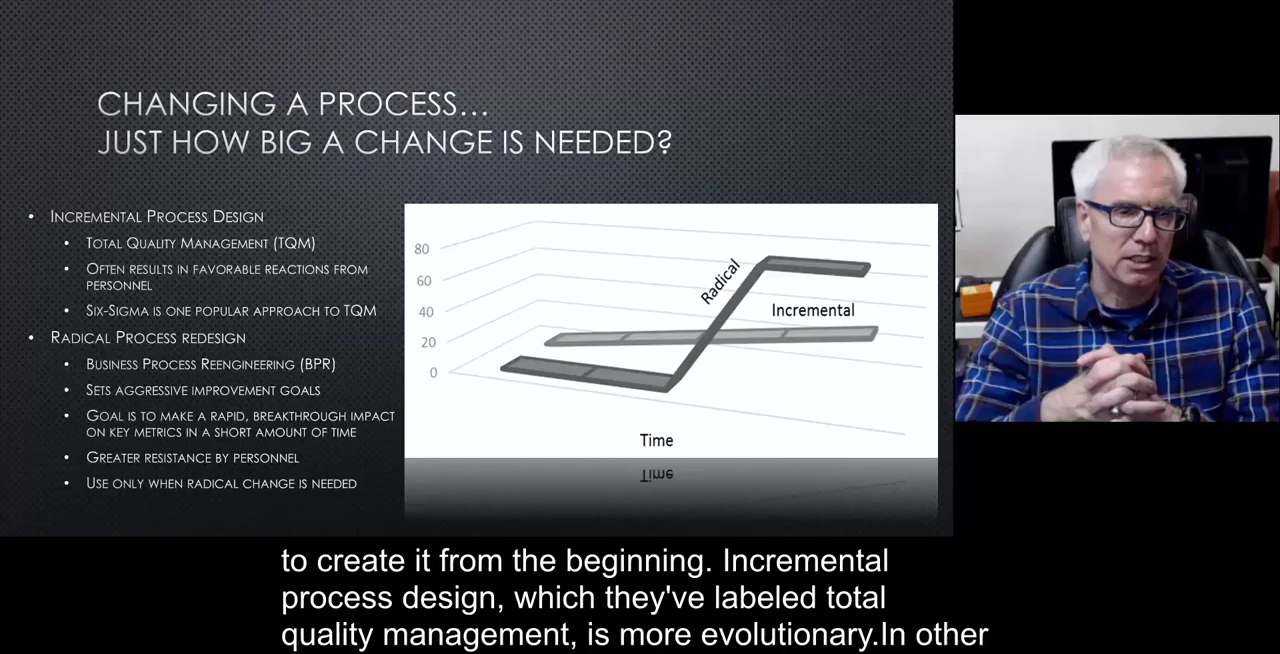 CHANGING A PROCESS…
JUST HOW BIG A CHANGE IS NEEDED?
• INCREMENTAL PROCESS DESIGN
• TOTAL QUALITY MANAGEMENT (TQM)
• OFTEN RESULTS IN FAVORABLE REACTIONS FROM
PERSONNEL
• SIX-SIGMA IS ONE POPULAR APPROACH TO TQM
• RADICAL PROCESS REDESIGN
• BUSINESS PROCESS REENGINEERING (BPR)
• SETS AGGRESSIVE IMPROVEMENT GOALS
• GOAL IS TO MAKE A RAPID, BREAKTHROUGH IMPACT
ON KEY METRICS IN A SHORT AMOUNT OF TIME
• GREATER RESISTANCE BY PERSONNEL
• USE ONLY WHEN RADICAL CHANGE IS NEEDED
80
60
40
20
0
Radical
Incremental
Time
to create it from the beginning. Incremental
process design, which they've labeled total
quality management, is more evolutionary.In other